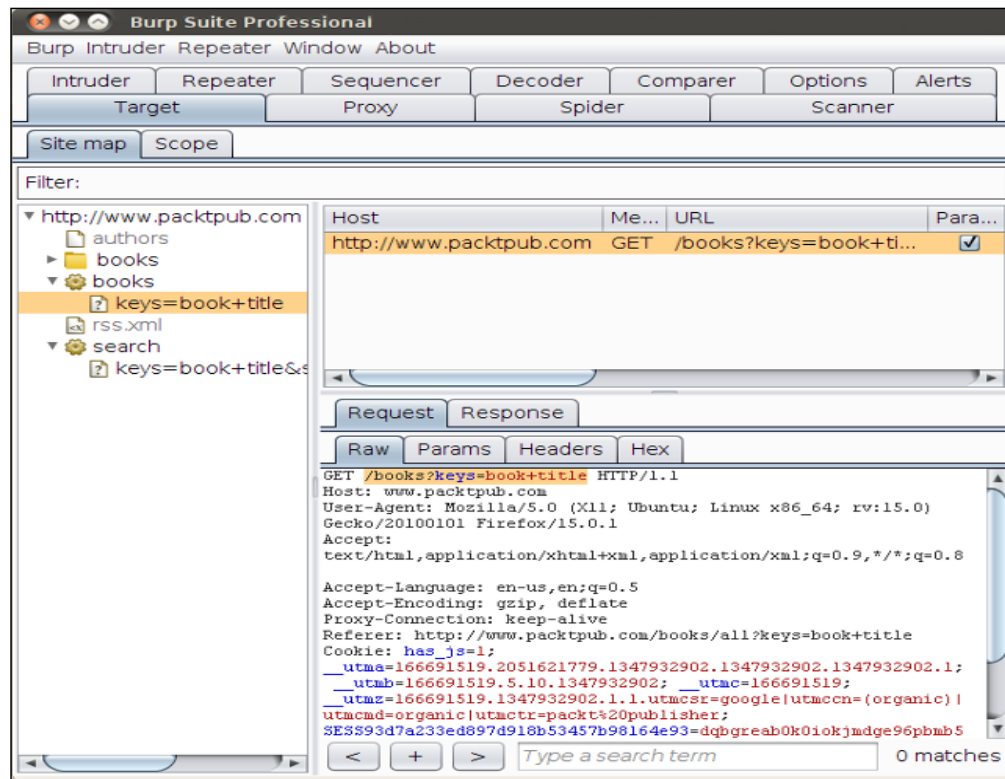 Burp Suite Professional
Burp Intruder Repeater Window About
Intruder Repeater Sequencer Decoder Comparer Options Alerts
Target Proxy Spider Scanner
Site map Scope
Filter:
http://www.packtpub.com
authors
books
books
keys=book+title
rss.xml
search
keys=book+title&s
Host Me... URL Para...
http://www.packtpub.com GET /books?keys=book+ti...
Request Response
Raw Params Headers Hex
GET /books?keys=book+title HTTP/1.1
Host: www.packtpub.com
User-Agent: Mozilla/5.0 (X11; Ubuntu; Linux x86_64; rv:15.0)
Gecko/20100101 Firefox/15.0.1
Accept:
text/html,application/xhtml+xml,application/xml;q=0.9,*/*;q=0.8
Accept-Language: en-us,en;q=0.5
Accept-Encoding: gzip, deflate
Proxy-Connection: keep-alive
Referer: http://www.packtpub.com/books/all?keys=book+title
Cookie: has_js=1;
__utma=166691519.2051621779.1347932902.1347932902.1347932902.1;
__utmb=166691519.5.10.1347932902; __utmc=166691519;
__utmz=166691519.1347932902.1.1.utmcsr=google|utmccn=(organic)|
utmcmd=organic|utmctr=packt%20publisher;
SESS93d7a233ed897d918b53457b98164e93=dqbgreab0k0iokjmdge96pbmb5
< + > Type a search term 0 matches